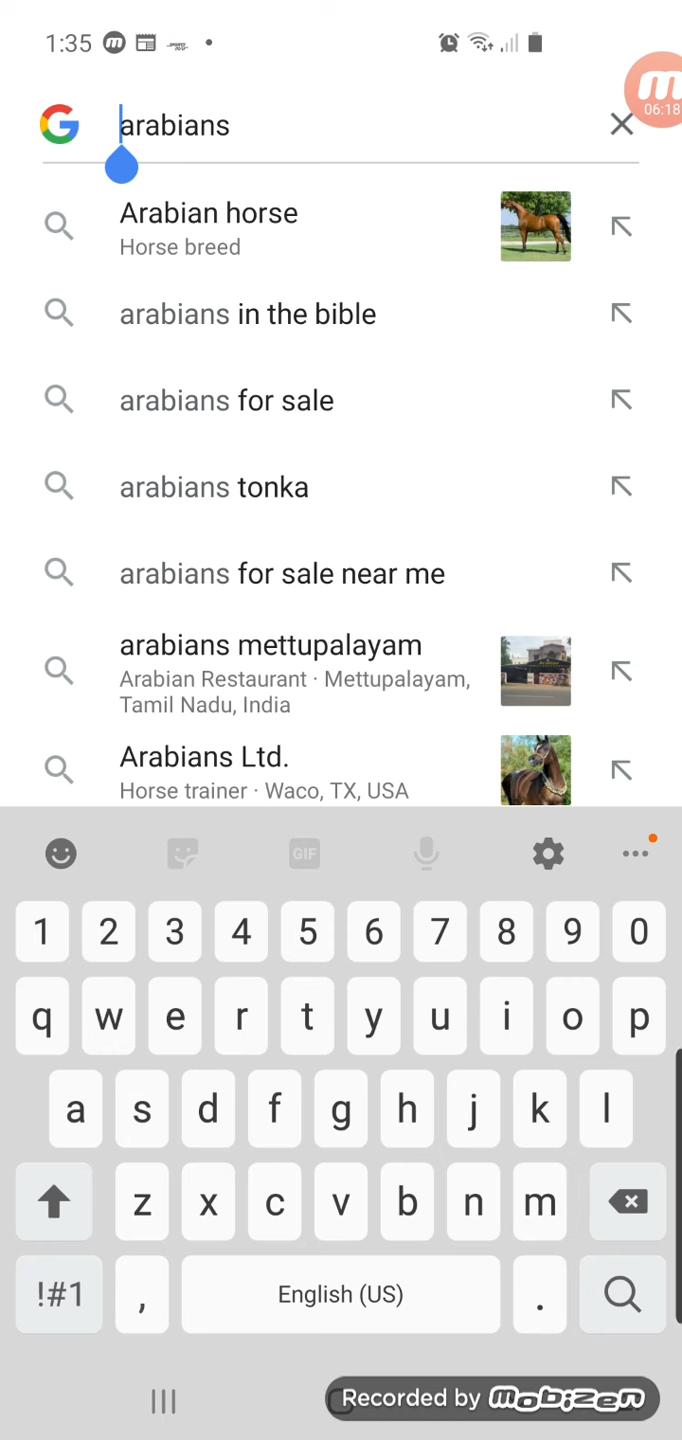 1:35
06:18
arabians
Arabian horse
Horse breed
arabians in the bible
arabians for sale
arabians tonka
arabians for sale near me
arabians mettupalayam
Arabian Restaurant · Mettupalayam,
Tamil Nadu, India
Arabians Ltd.
Horse trainer · Waco, TX, USA
GIF
1 2 3 4 5 6 7 8 9 0
q w e r t y u i o p
a s d f g h j k l
z x c v b n m
!#1 , English (US) .
Recorded by mobizen